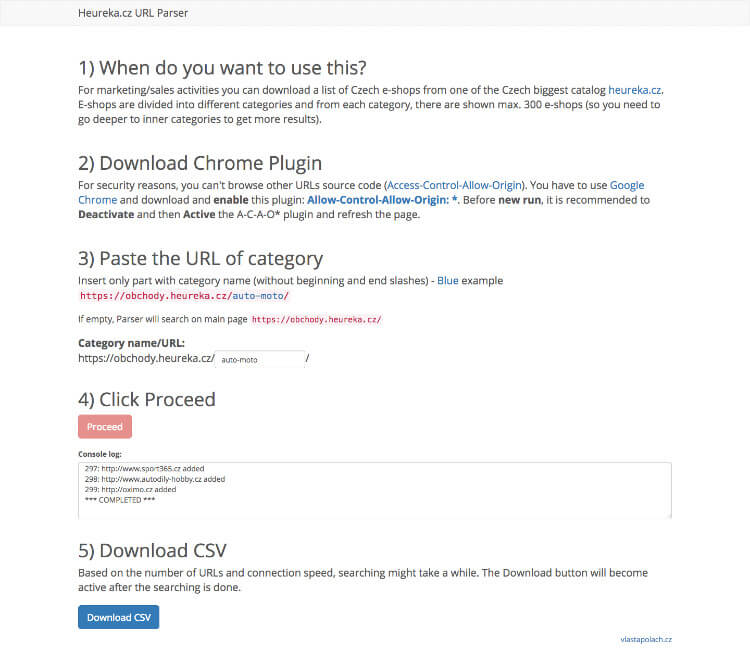 Heureka.cz URL Parser
1) When do you want to use this?
For marketing/sales activities you can download a list of Czech e-shops from one of the Czech biggest catalog heureka.cz.
E-shops are divided into different categories and from each category, there are shown max. 300 e-shops (so you need to
go deeper to inner categories to get more results).
2) Download Chrome Plugin
For security reasons, you can't browse other URLs source code (Access-Control-Allow-Origin). You have to use Google
Chrome and download and enable this plugin: Allow-Control-Allow-Origin: *. Before new run, it is recommended to
Deactivate and then Active the A-C-A-O* plugin and refresh the page.
3) Paste the URL of category
Insert only part with category name (without beginning and end slashes) - Blue example
https://obchody.heureka.cz/auto-moto/
If empty, Parser will search on main page https://obchody.heureka.cz/
Category name/URL:
https://obchody.heureka.cz/ auto-moto /
4) Click Proceed
Proceed
Console log:
297: http://www.sport365.cz added
298: http://www.autodily-hobby.cz added
299: http://oximo.cz added
*** COMPLETED ***
5) Download CSV
Based on the number of URLs and connection speed, searching might take a while. The Download button will become
active after the searching is done.
Download CSV
vlastapolach.cz